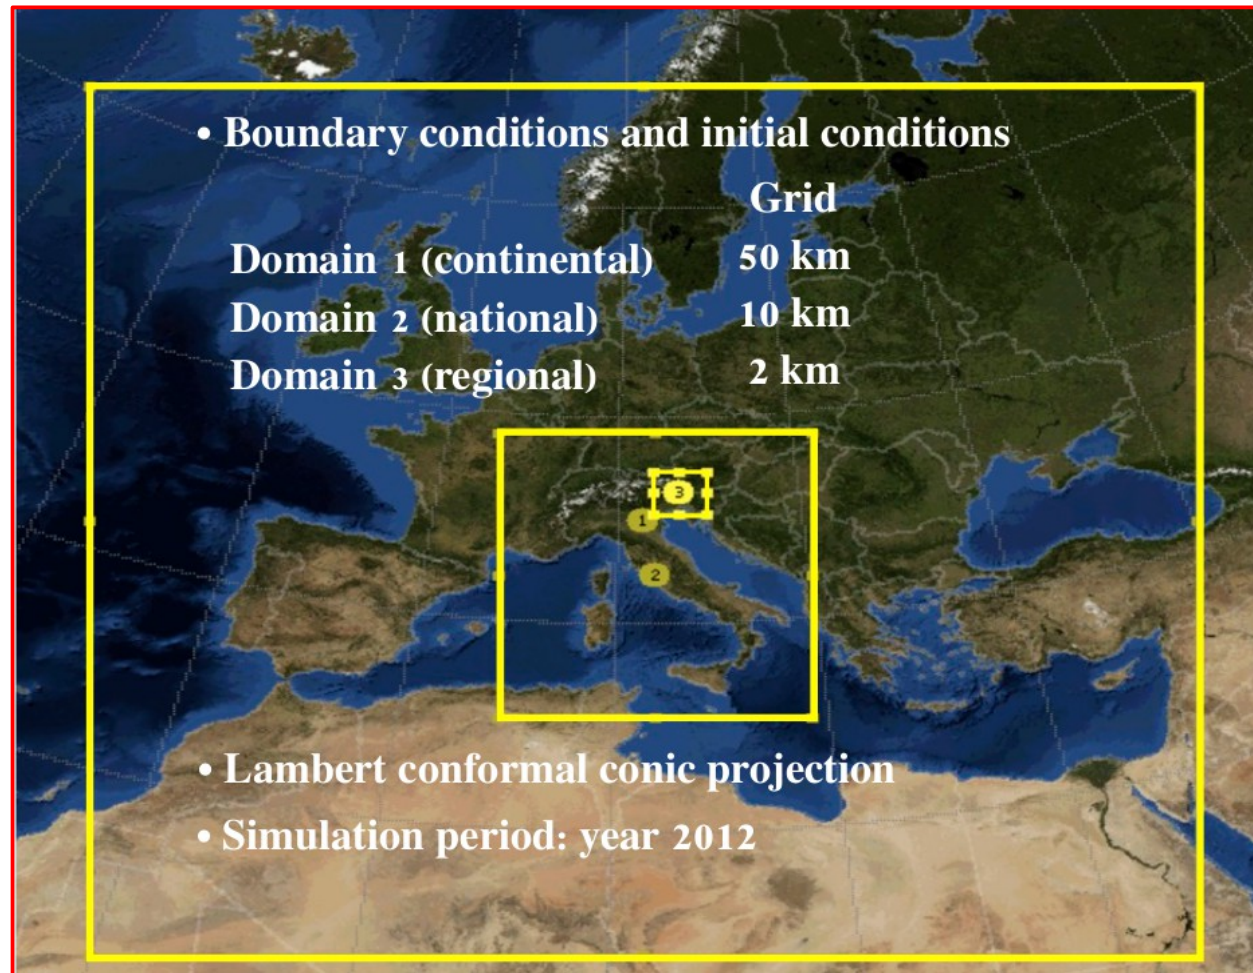 • Boundary conditions and initial conditions
Grid
Domain 1 (continental) 50 km
Domain 2 (national) 10 km
Domain 3 (regional) 2 km
3
1
2
• Lambert conformal conic projection
• Simulation period: year 2012